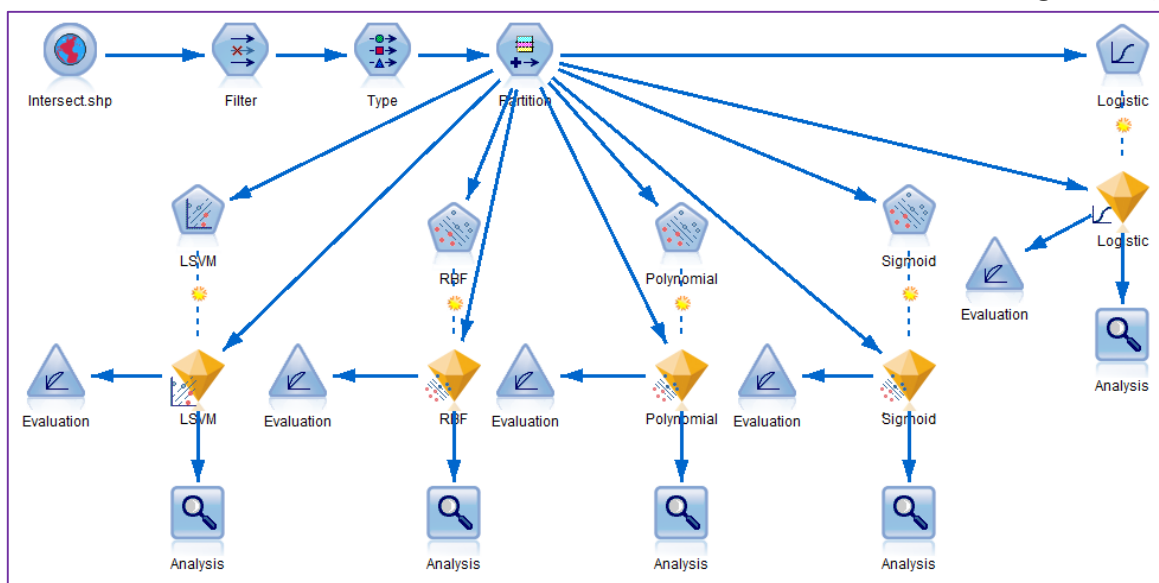 Intersect.shp
Filter
Type
Partition
Logistic
LSVM
RBF
Polynomial
Sigmoid
Logistic
Evaluation
Analysis
Evaluation
LSVM
Evaluation
RBF
Evaluation
Polynomial
Evaluation
Sigmoid
Analysis
Analysis
Analysis
Analysis